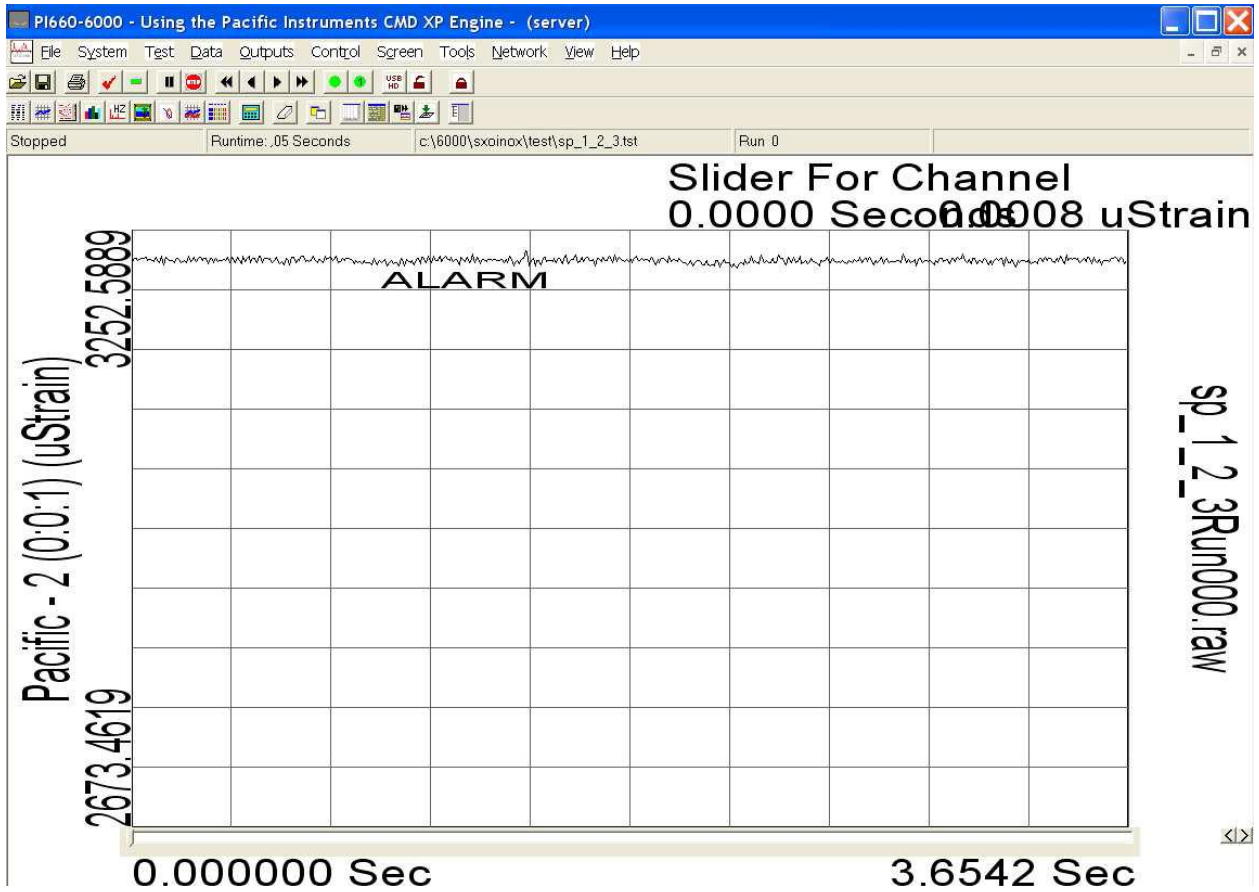 PI660-6000 - Using the Pacific Instruments CMD XP Engine - (server)
File System Test Data Outputs Control Screen Tools Network View Help
USB
HD
HZ
Stopped Runtime: ,05 Seconds c:\6000\sxoinox\test\sp_1_2_3.tst Run 0
Slider For Channel
0.0000 Seconds 0.0008 uStrain
3252.5889
ALARM
Pacific - 2 (0:0:1) (uStrain)
sp_1_2_3Run000.raw
2673.4619
0.000000 Sec 3.6542 Sec